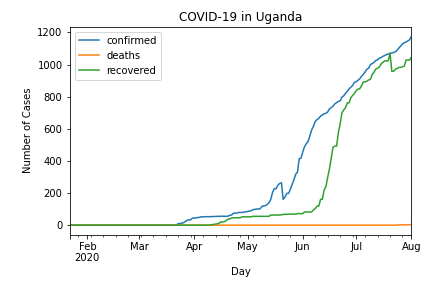 COVID-19 in Uganda
confirmed
deaths
recovered
Number of Cases
1200
1000
800
600
400
200
0
Feb Mar Apr May Jun Jul Aug
2020
Day